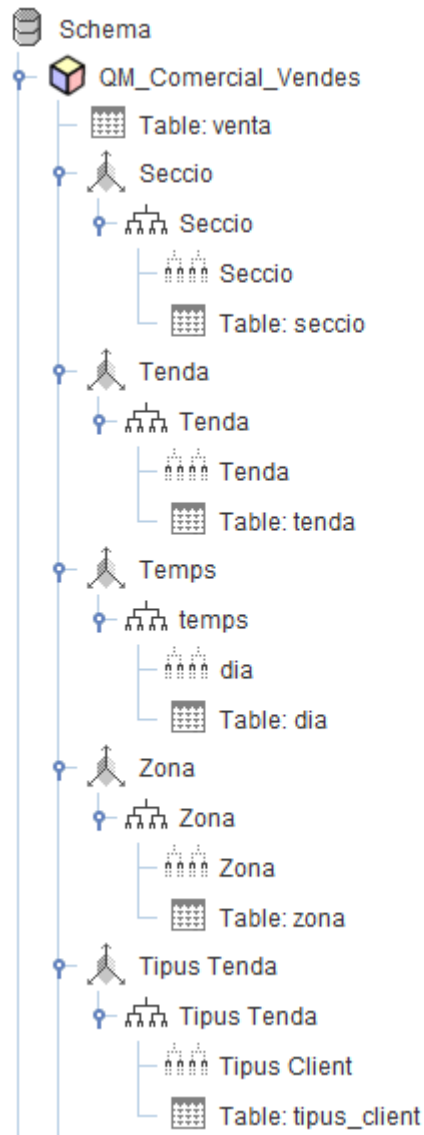 Schema
QM_Comercial_Vendes
Table: venta
Seccio
Seccio
Seccio
Table: seccio
Tenda
Tenda
Tenda
Table: tenda
Temps
temps
dia
Table: dia
Zona
Zona
Zona
Table: zona
Tipus Tenda
Tipus Tenda
Tipus Client
Table: tipus_client